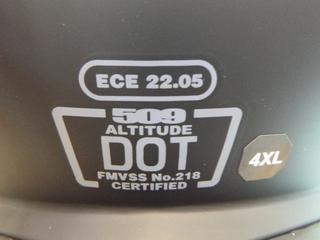 ECE 22.05
509
ALTITUDE
DOT
FMVSS No.218
CERTIFIED
4XL